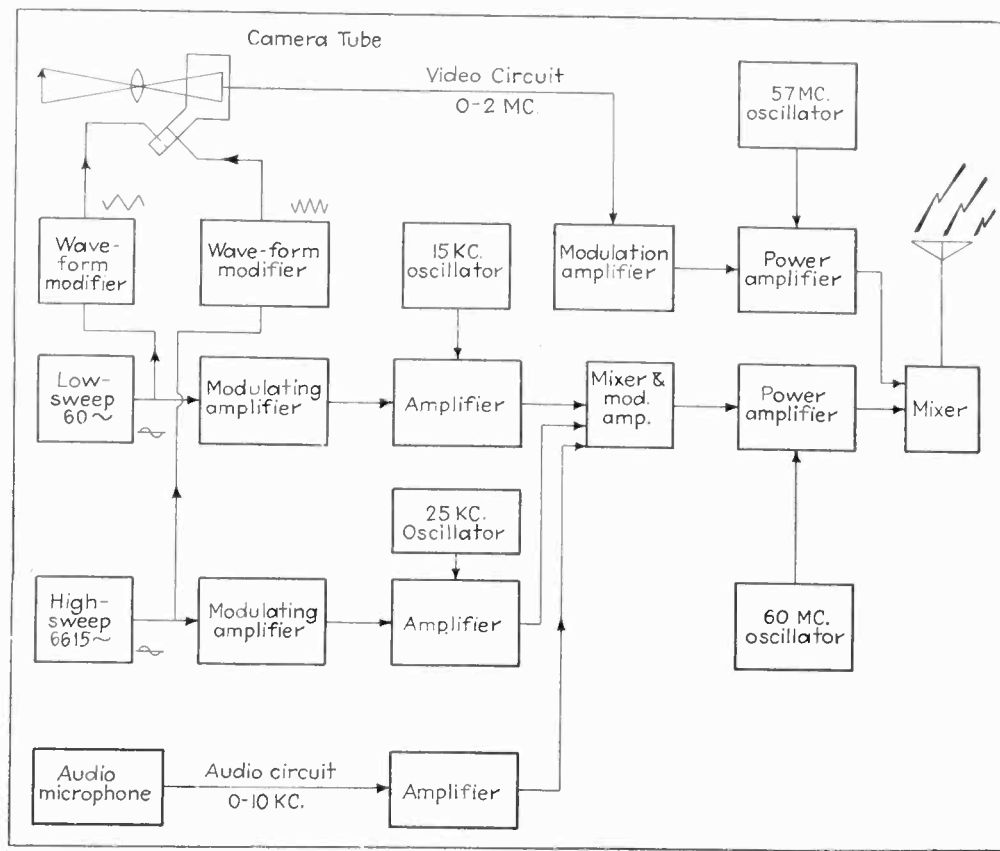 Camera Tube
Video Circuit
0-2 MC.
57 MC.
oscillator
Wave-
form
modifier
Wave-form
modifier
15 KC.
oscillator
Modulation
amplifier
Power
amplifier
Low-
sweep
60~
Modulating
amplifier
Amplifier
Mixer &
mod.
amp.
Power
amplifier
Mixer
25 KC.
Oscillator
High-
sweep
6615~
Modulating
amplifier
Amplifier
60 MC.
oscillator
Audio
microphone
Audio circuit
0-10 KC.
Amplifier